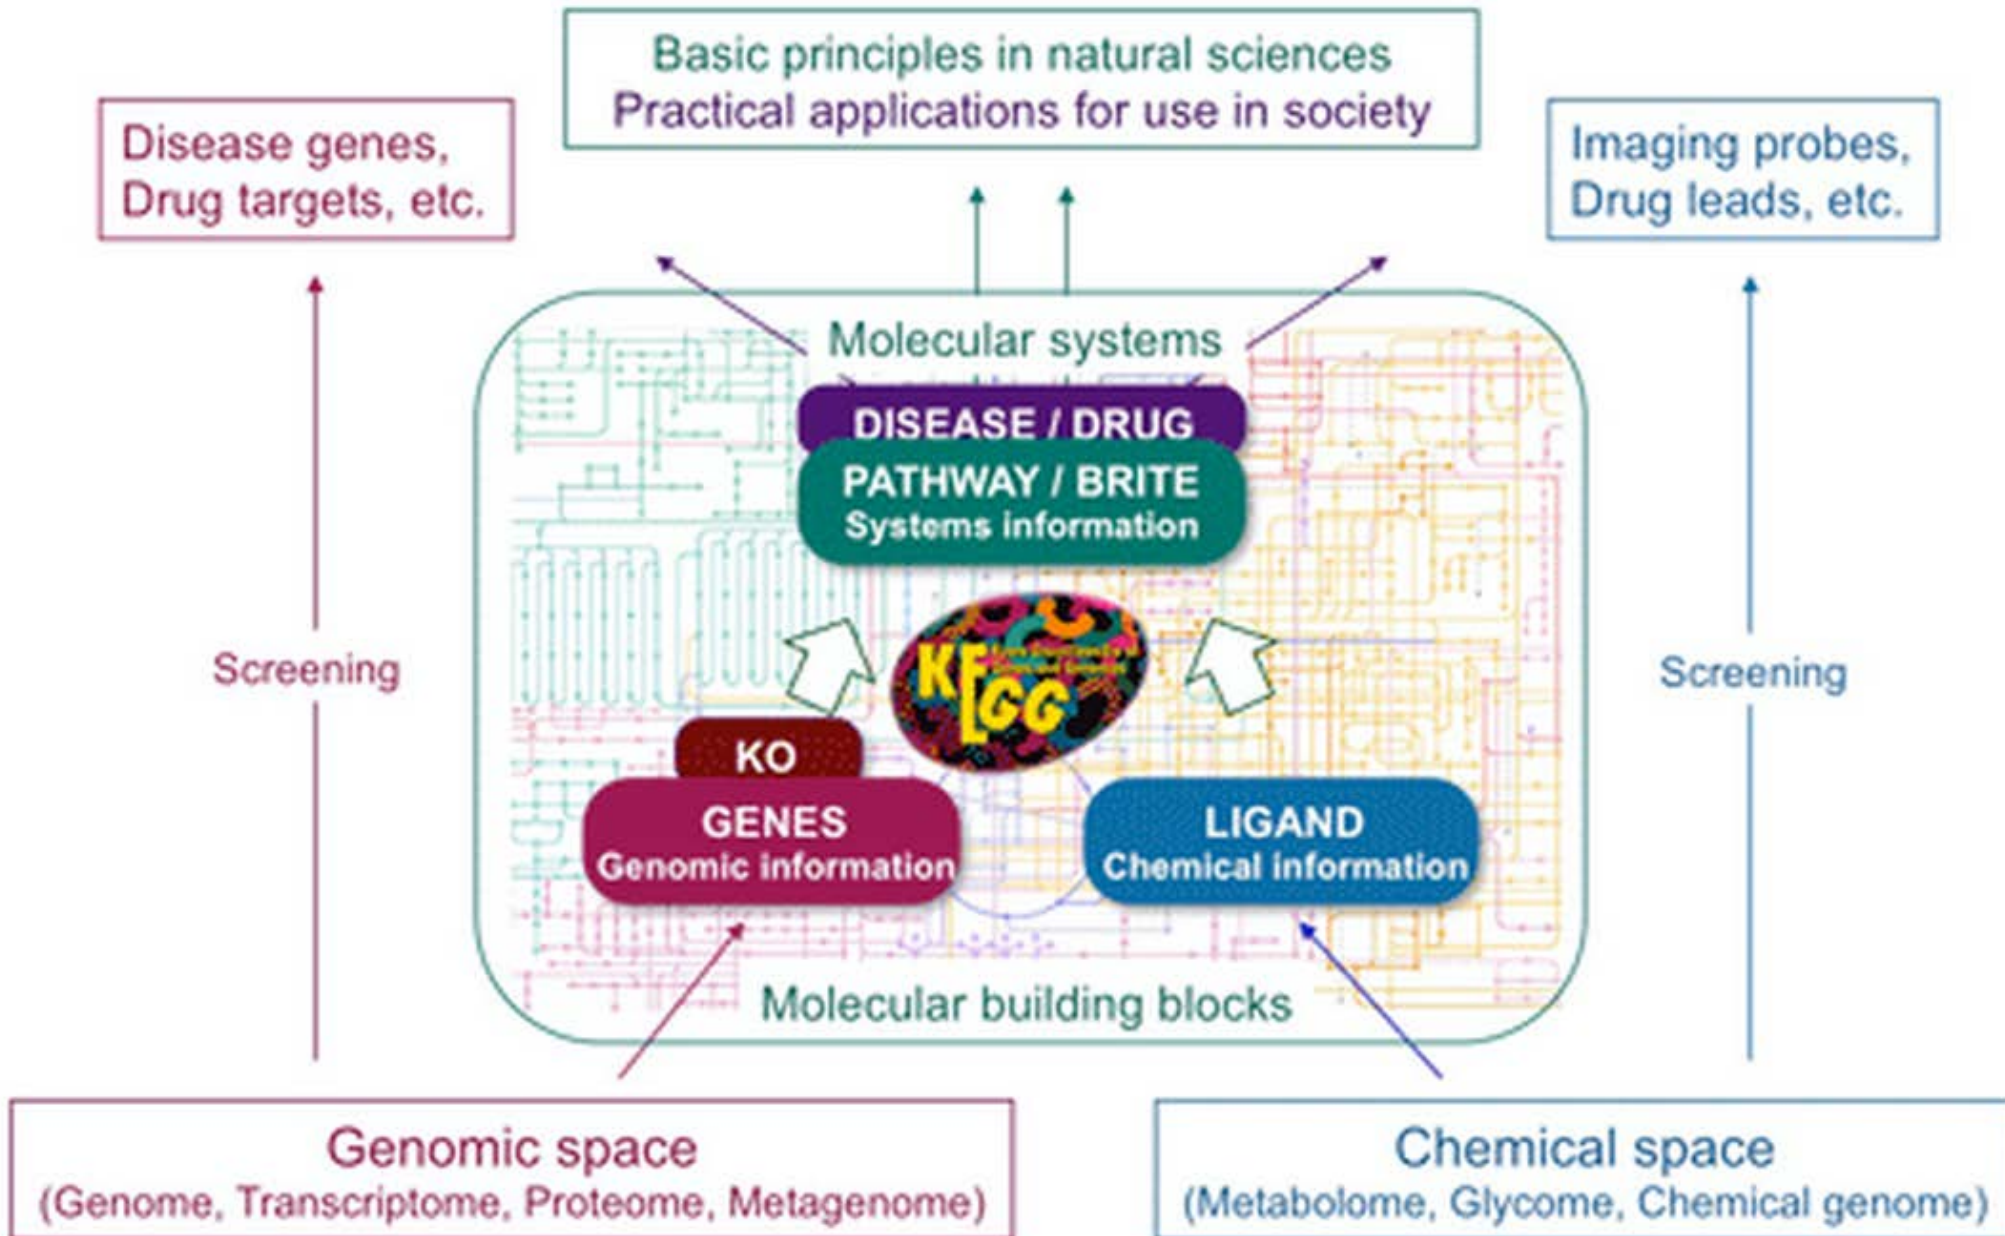 Basic principles in natural sciences
Practical applications for use in society
Disease genes,
Drug targets, etc.
Imaging probes,
Drug leads, etc.
Molecular systems
DISEASE / DRUG
PATHWAY / BRITE
Systems information
Screening
Screening
KEGG
KO
GENES
Genomic information
LIGAND
Chemical information
Molecular building blocks
Genomic space
(Genome, Transcriptome, Proteome, Metagenome)
Chemical space
(Metabolome, Glycome, Chemical genome)